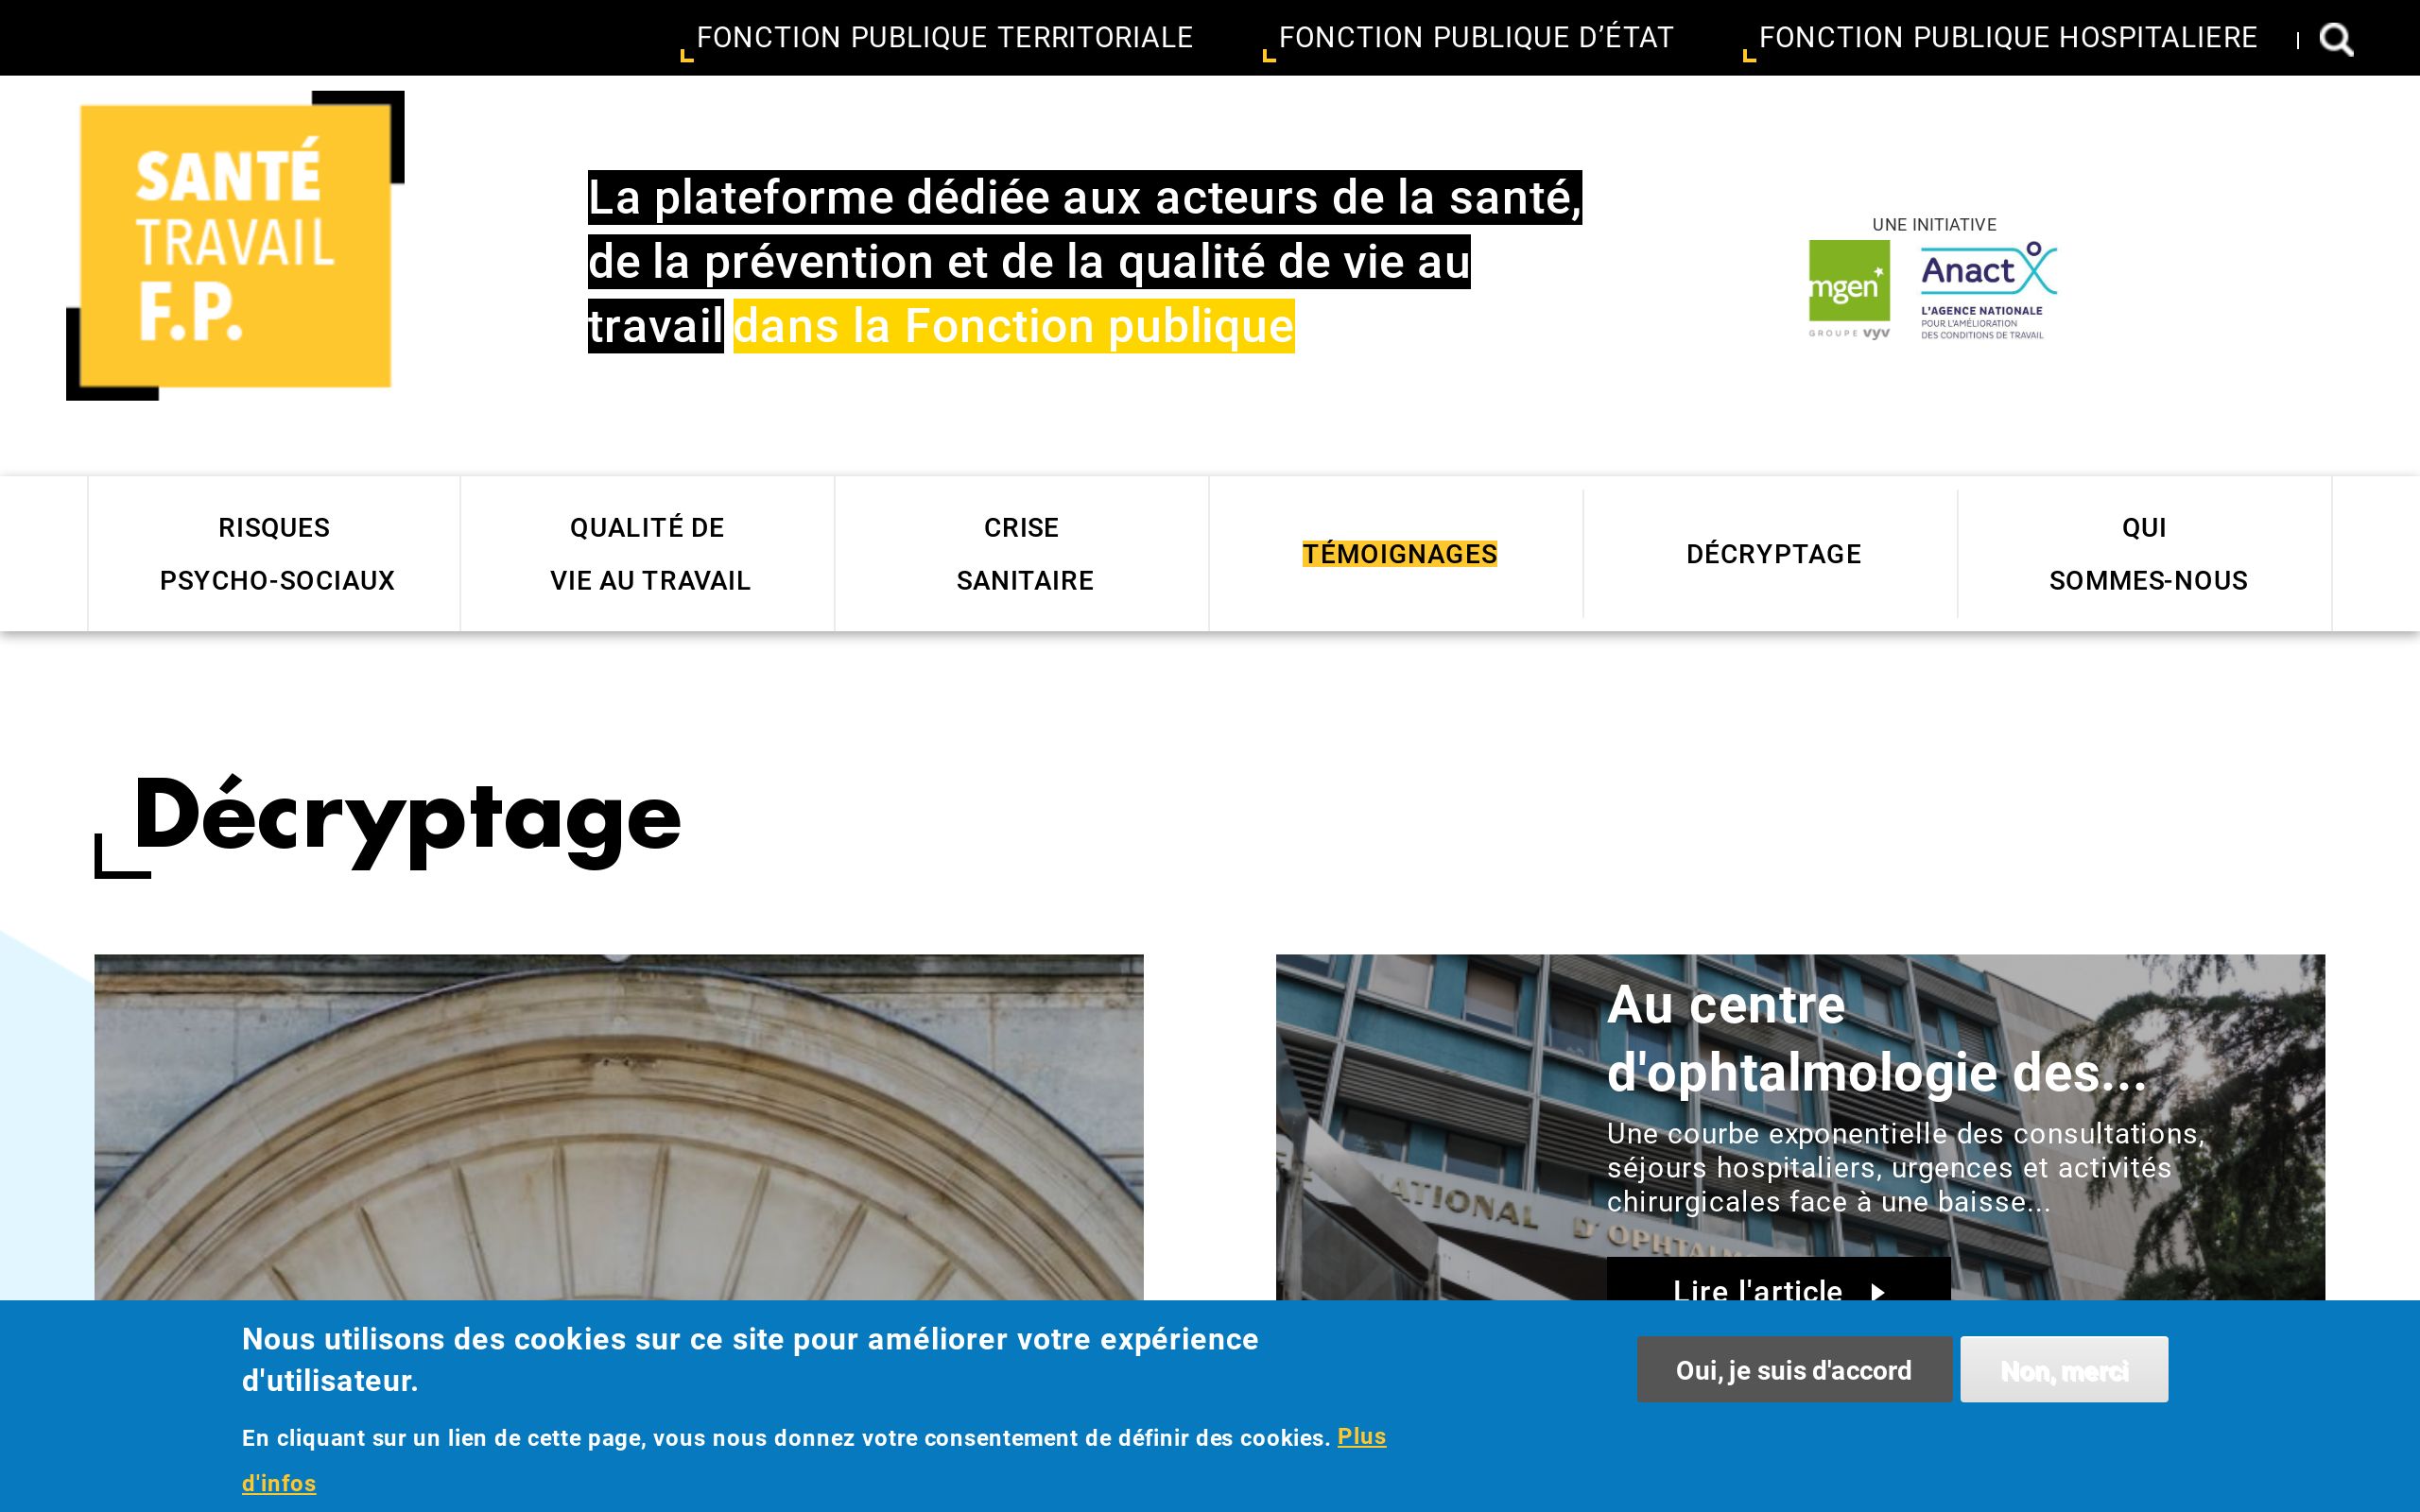 FONCTION PUBLIQUE TERRITORIALE
FONCTION PUBLIQUE D’ÉTAT
FONCTION PUBLIQUE HOSPITALIERE
SANTÉ
TRAVAIL
F.P.
La plateforme dédiée aux acteurs de la santé,
de la prévention et de la qualité de vie au
travail dans la Fonction publique
UNE INITIATIVE
mgen
GROUPE vyv
Anact
L'AGENCE NATIONALE
POUR L'AMÉLIORATION
DES CONDITIONS DE TRAVAIL
RISQUES
PSYCHO-SOCIAUX
QUALITÉ DE
VIE AU TRAVAIL
CRISE
SANITAIRE
TÉMOIGNAGES
DÉCRYPTAGE
QUI
SOMMES-NOUS
Décryptage
Au centre
d'ophtalmologie des...
Une courbe exponentielle des consultations,
séjours hospitaliers, urgences et activités
chirurgicales face à une baisse...
NATIONAL D'OPHTALM
Lire l'article
Nous utilisons des cookies sur ce site pour améliorer votre expérience
d'utilisateur.
En cliquant sur un lien de cette page, vous nous donnez votre consentement de définir des cookies. Plus
d'infos
Oui, je suis d'accord
Non, merci